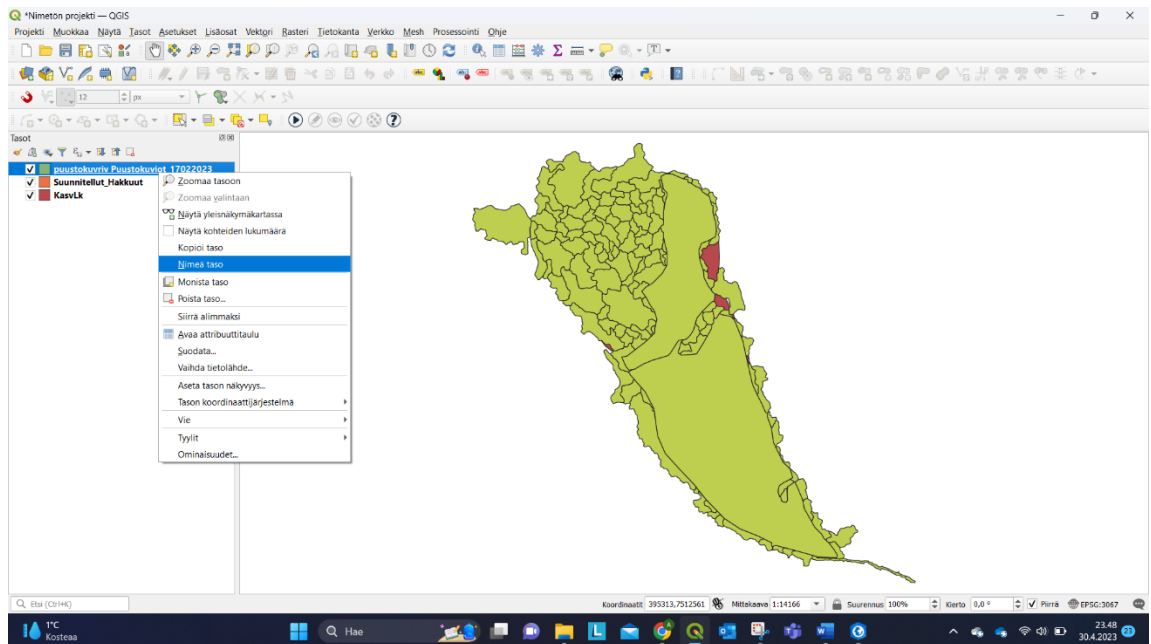 *Nimetön projekti — QGIS
Projekti Muokkaa Näytä Tasot Asetukset Lisäosat Vektori Rasteri Tietokanta Verkko Mesh Prosessointi Ohje
12 px
Tasot
puustokuvriv Puustokuviot_17022023
Suunnitellut_Hakkuut
KasvLk
Zoomaa tasoon
Zoomaa valintaan
Näytä yleisnäkymäkartassa
Näytä kohteiden lukumäärä
Kopioi taso
Nimeä taso
Monista taso
Poista taso...
Siirrä alimmaksi
Avaa attribuuttitaulu
Suodata...
Vaihda tietolähde...
Aseta tason näkyvyys...
Tason koordinaattijärjestelmä
Vie
Tyylit
Ominaisuudet...
Etsi (Ctrl+K) Koordinaatit 395313,7512561 Mittakaava 1:14166 Suurennus 100% Kierto 0,0 ° Piirrä EPSG:3067
1°C
Kosteaa
Hae
23.48
30.4.2023
23